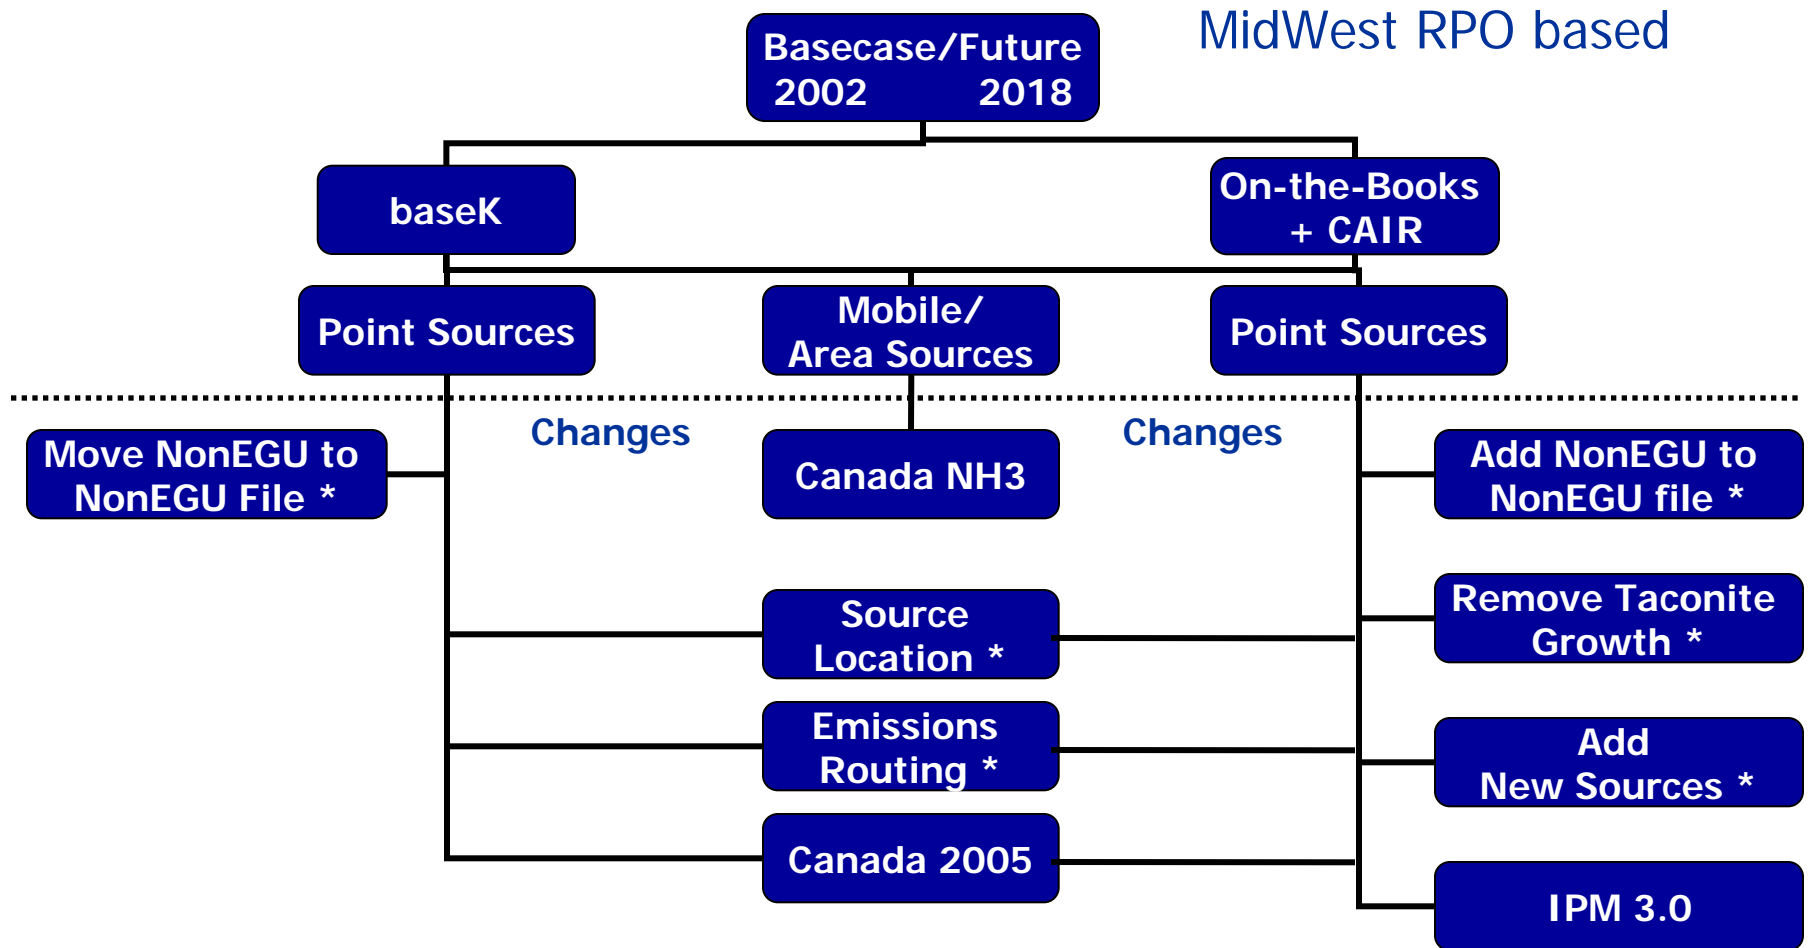 MidWest RPO based
Basecase/Future
2002 2018
baseK
On-the-Books
+ CAIR
Point Sources
Mobile/
Area Sources
Point Sources
Changes
Changes
Move NonEGU to
NonEGU File *
Canada NH3
Add NonEGU to
NonEGU file *
Source
Location *
Remove Taconite
Growth *
Emissions
Routing *
Add
New Sources *
Canada 2005
IPM 3.0